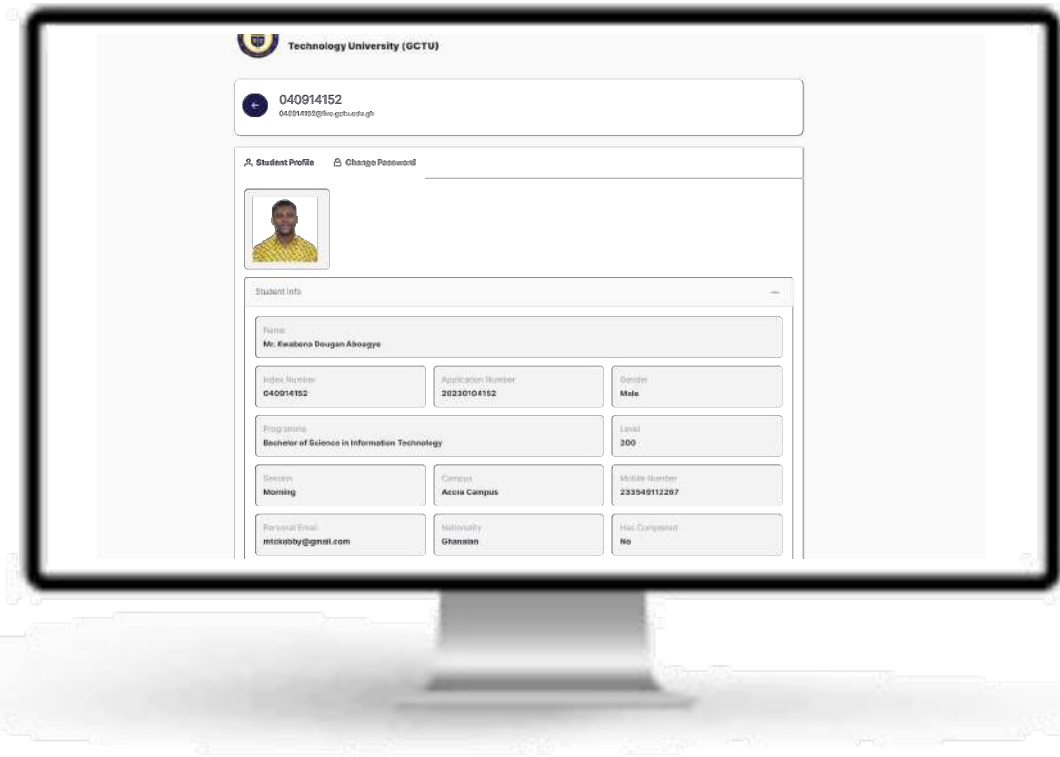 Technology University (GCTU)
040914152
040914152@live.gctu.edu.gh
Student Profile
Change Password
Student Info
Name
Mr. Kwabena Dougan Aboagye
Index Number
Application Number
Gender
040914152
20230104152
Male
Programme
Level
Bachelor of Science in Information Technology
200
Session
Campus
Mobile Number
Morning
Accra Campus
233549112267
Personal Email
Nationality
Has Completed
mtckobby@gmail.com
Ghanaian
No